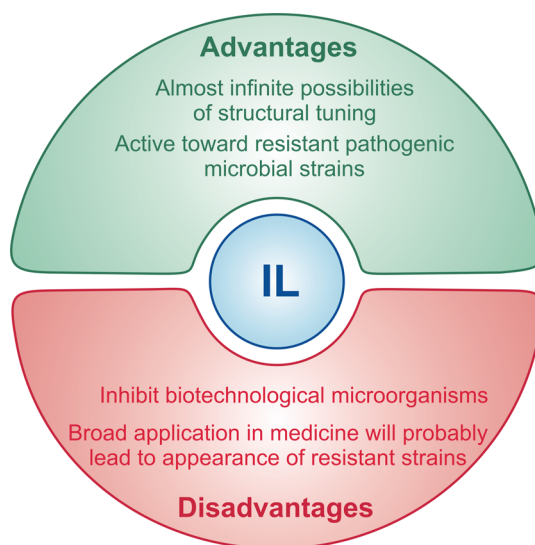 Advantages
Almost infinite possibilities
of structural tuning
Active toward resistant pathogenic
microbial strains
IL
Inhibit biotechnological microorganisms
Broad application in medicine will probably
lead to appearance of resistant strains
Disadvantages